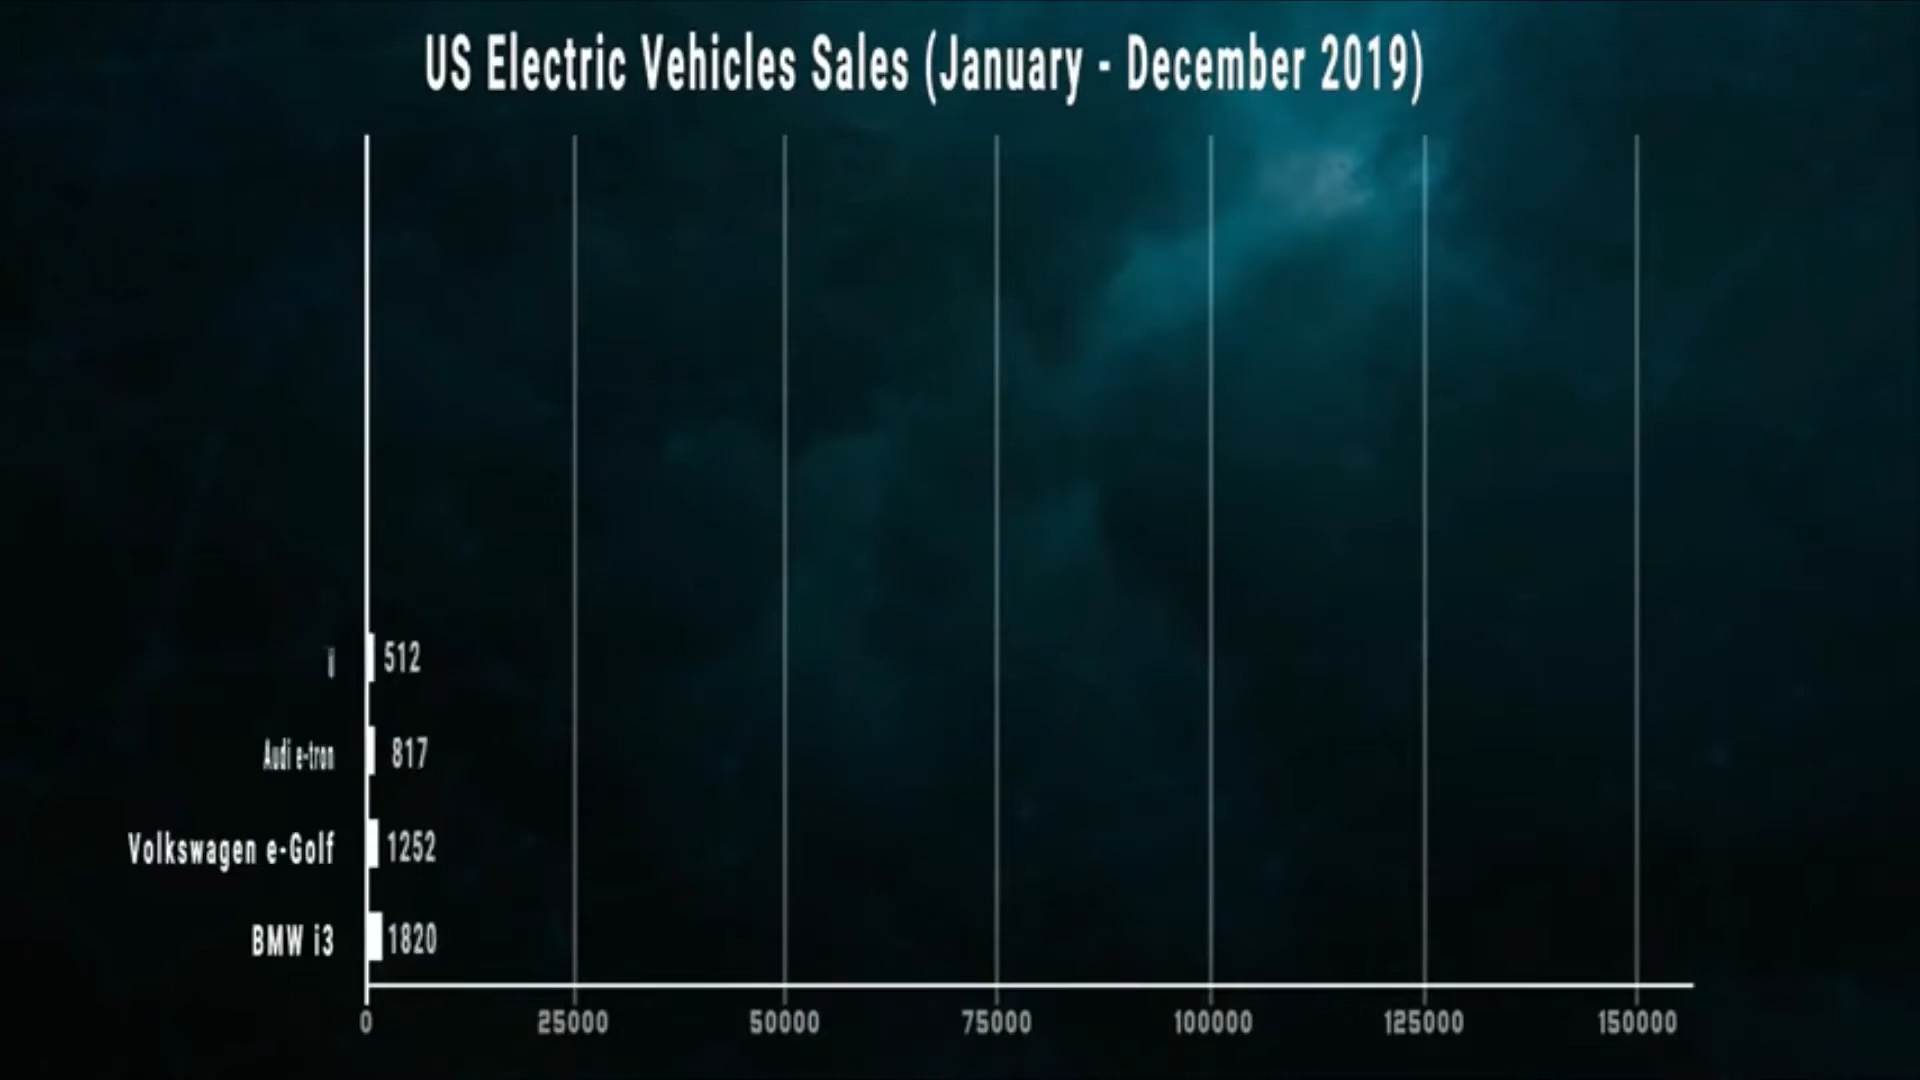 US Electric Vehicles Sales (January - December 2019)
512
Audi e-tron 817
Volkswagen e-Golf 1252
BMW i3 1820
0 25000 50000 75000 100000 125000 150000